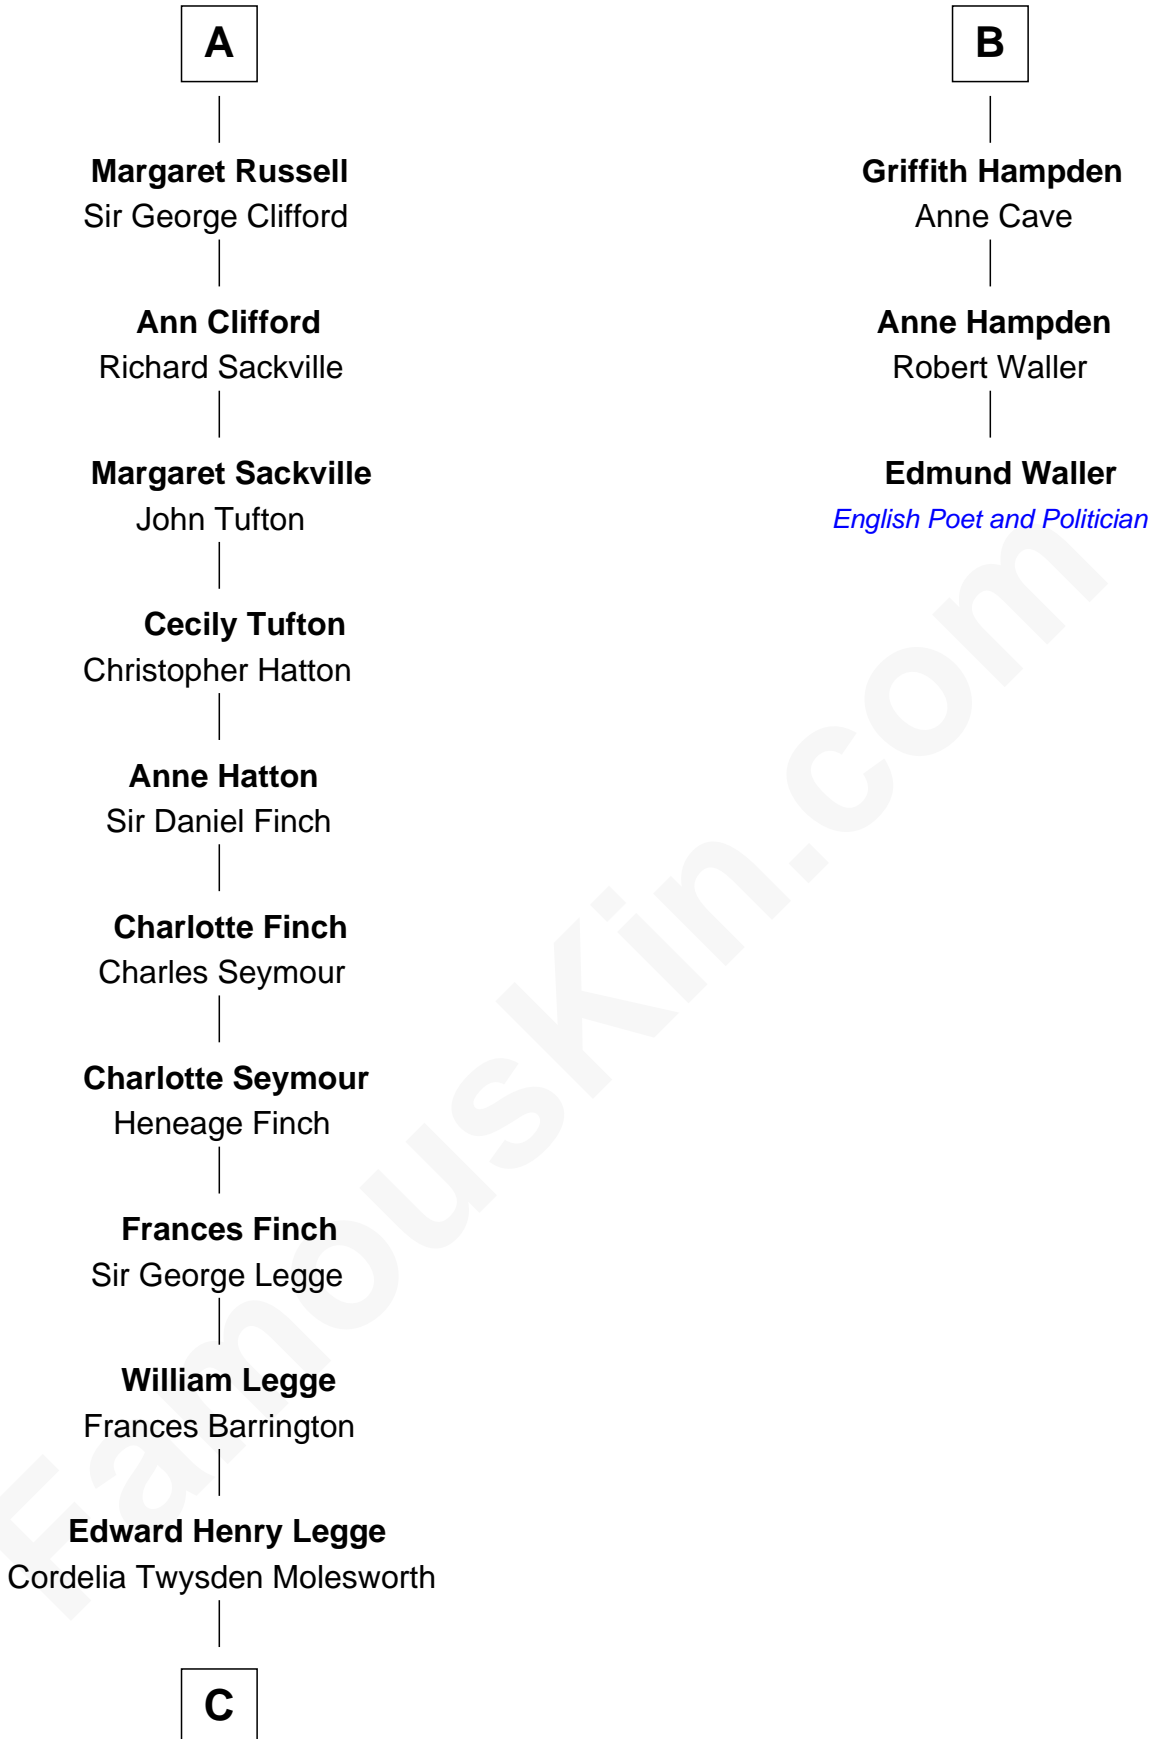 A
Margaret Russell
Sir George Clifford
Ann Clifford
Richard Sackville
Margaret Sackville
John Tufton
Cecily Tufton
Christopher Hatton
Anne Hatton
Sir Daniel Finch
Charlotte Finch
Charles Seymour
Charlotte Seymour
Heneage Finch
Frances Finch
Sir George Legge
William Legge
Frances Barrington
Edward Henry Legge
Cordelia Twysden Molesworth
C
B
Griffith Hampden
Anne Cave
Anne Hampden
Robert Waller
Edmund Waller
English Poet and Politician
FamousKin.com